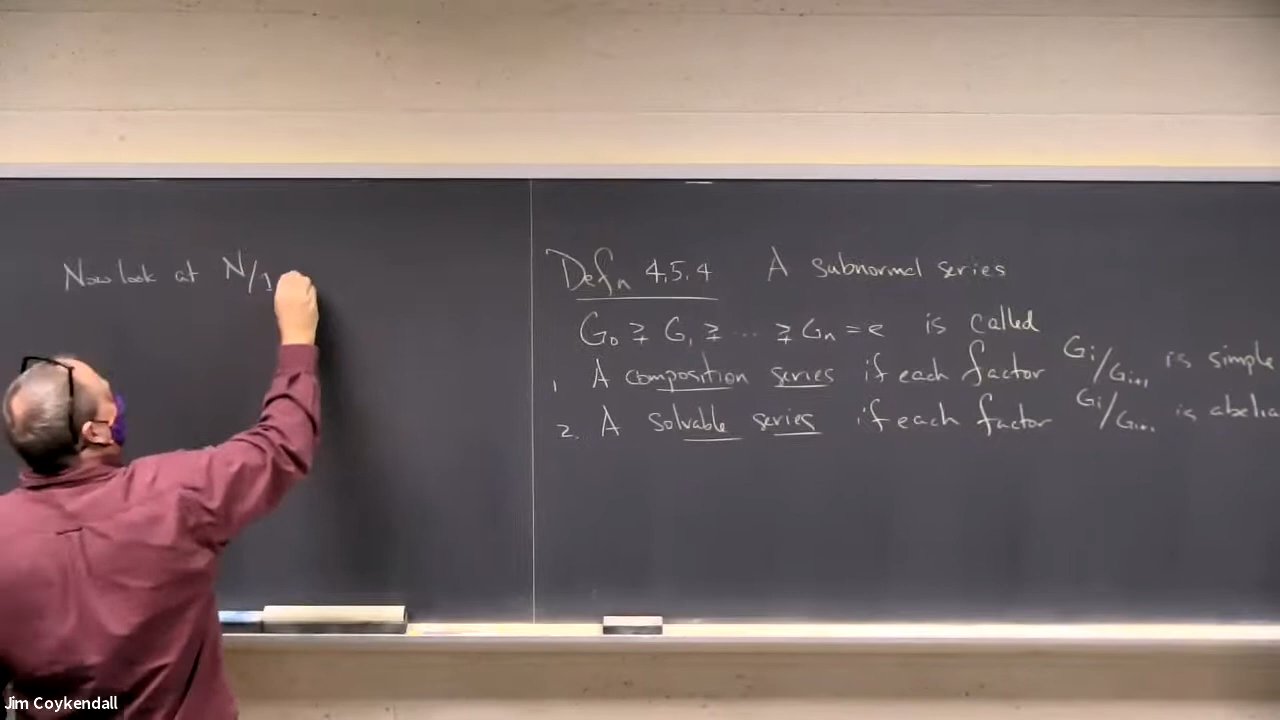 Now look at N/
Defn 4.5.4 A subnormal series
G₀ ≩ G₁ ≩ ... ≩ Gₙ = e is called
1. A composition series if each factor Gᵢ/Gᵢ₊₁ is simple
2. A solvable series if each factor Gᵢ/Gᵢ₊₁ is abelia
Jim Coykendall